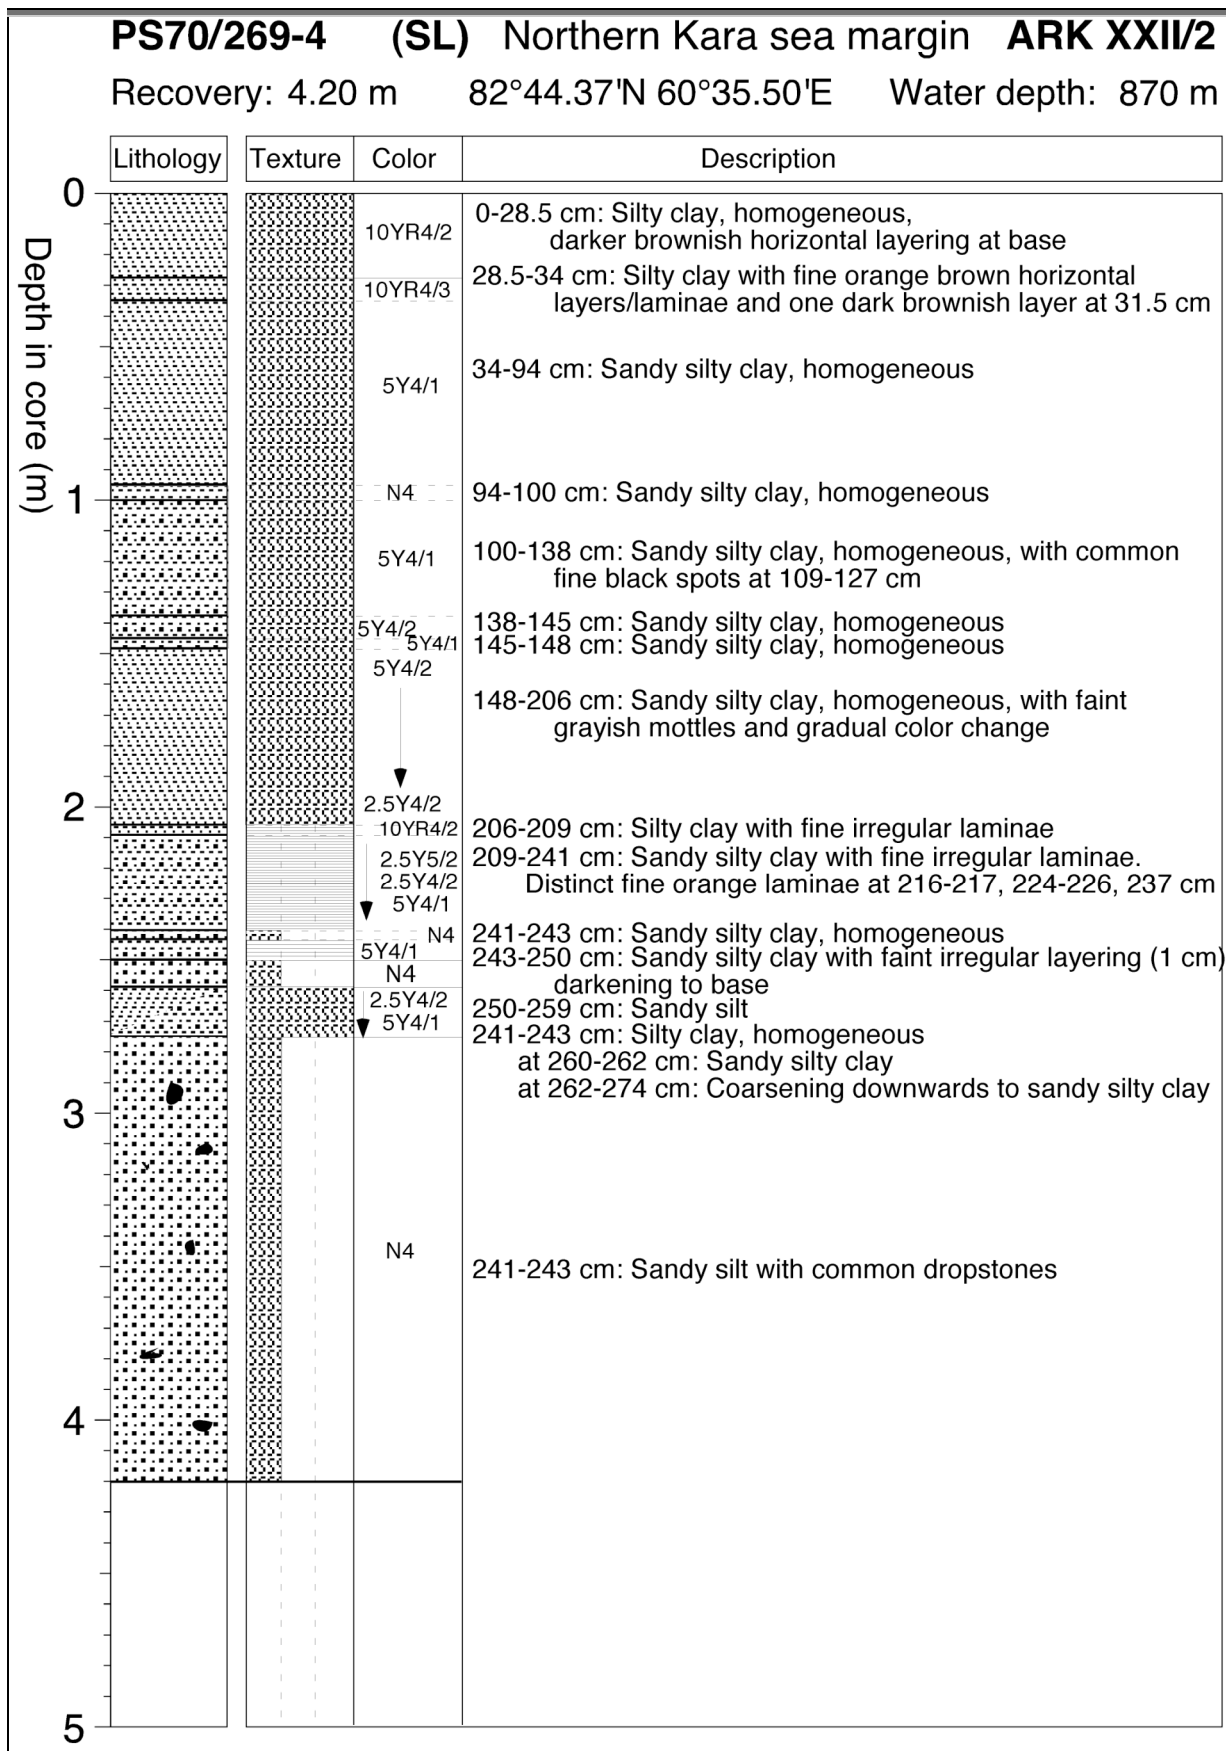 PS70/269-4 (SL) Northern Kara sea margin ARK XXII/2
Recovery: 4.20 m 82°44.37'N 60°35.50'E Water depth: 870 m
Lithology Texture Color Description
Depth in core (m)
0
10YR4/2
0-28.5 cm: Silty clay, homogeneous,
darker brownish horizontal layering at base
10YR4/3
28.5-34 cm: Silty clay with fine orange brown horizontal
layers/laminae and one dark brownish layer at 31.5 cm
5Y4/1
34-94 cm: Sandy silty clay, homogeneous
1
N4
94-100 cm: Sandy silty clay, homogeneous
5Y4/1
100-138 cm: Sandy silty clay, homogeneous, with common
fine black spots at 109-127 cm
5Y4/2
138-145 cm: Sandy silty clay, homogeneous
5Y4/1
145-148 cm: Sandy silty clay, homogeneous
5Y4/2
148-206 cm: Sandy silty clay, homogeneous, with faint
grayish mottles and gradual color change
2
2.5Y4/2
10YR4/2
206-209 cm: Silty clay with fine irregular laminae
2.5Y5/2
209-241 cm: Sandy silty clay with fine irregular laminae.
2.5Y4/2
Distinct fine orange laminae at 216-217, 224-226, 237 cm
5Y4/1
N4
241-243 cm: Sandy silty clay, homogeneous
5Y4/1
243-250 cm: Sandy silty clay with faint irregular layering (1 cm)
N4
darkening to base
2.5Y4/2
250-259 cm: Sandy silt
5Y4/1
241-243 cm: Silty clay, homogeneous
at 260-262 cm: Sandy silty clay
at 262-274 cm: Coarsening downwards to sandy silty clay
3
N4
241-243 cm: Sandy silt with common dropstones
4
5